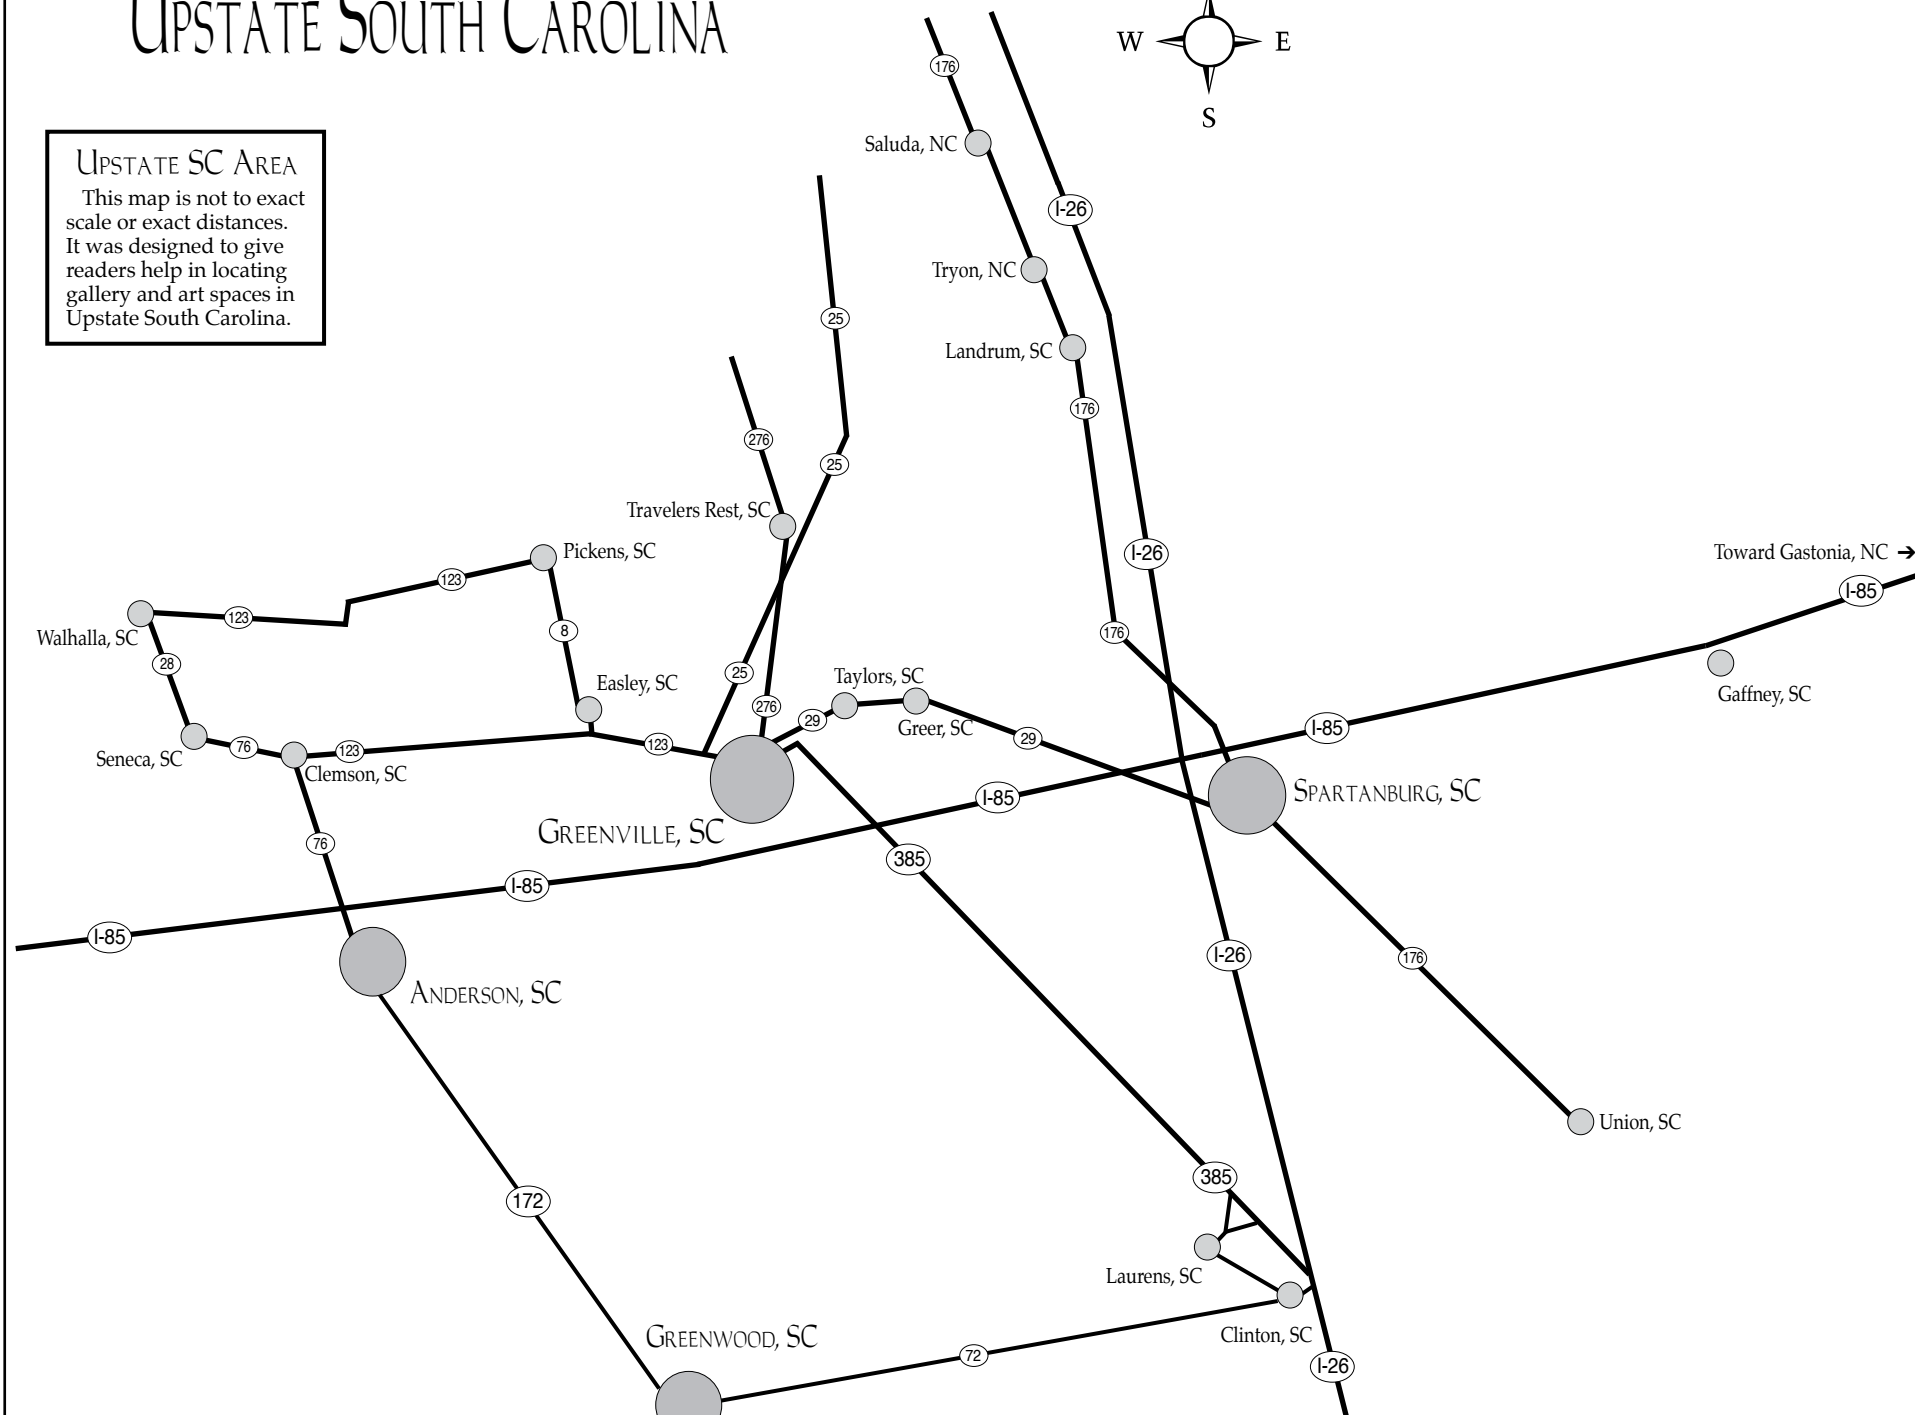 UPSTATE SOUTH CAROLINA
W E
S
176
Saluda, NC
UPSTATE SC AREA
This map is not to exact
scale or exact distances.
It was designed to give
readers help in locating
gallery and art spaces in
Upstate South Carolina.
I-26
Tryon, NC
25
Landrum, SC
176
276
25
Travelers Rest, SC
Pickens, SC
I-26
Toward Gastonia, NC ➔
123
I-85
Walhalla, SC
123
8
176
28
Easley, SC
25
Taylors, SC
Gaffney, SC
276
29
Greer, SC
29
I-85
Seneca, SC
76
123
123
Clemson, SC
I-85
SPARTANBURG, SC
GREENVILLE, SC
76
385
I-85
I-85
I-26
176
ANDERSON, SC
Union, SC
385
172
Laurens, SC
GREENWOOD, SC
Clinton, SC
72
I-26